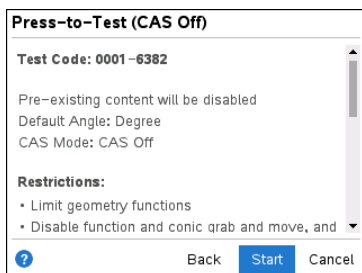 Press-to-Test (CAS Off)
Test Code: 0001-6382
Pre-existing content will be disabled
Default Angle: Degree
CAS Mode: CAS Off
Restrictions:
• Limit geometry functions
• Disable function and conic grab and move, and
? Back Start Cancel